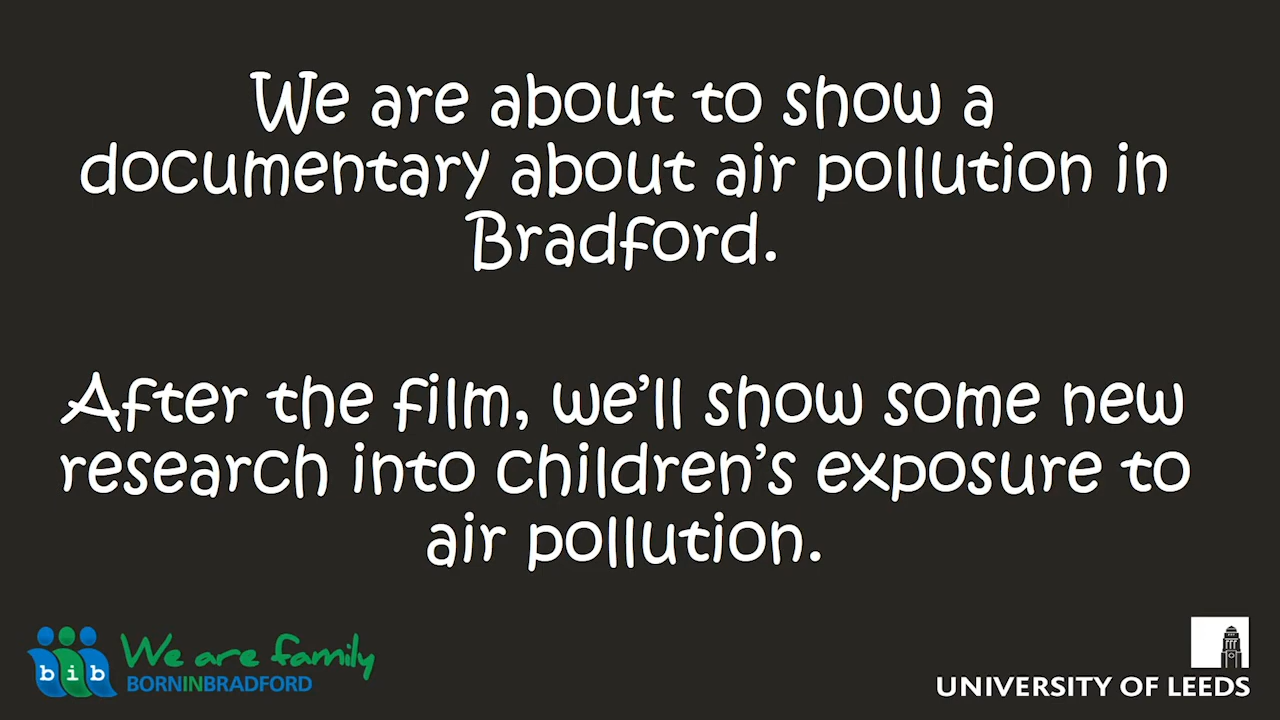 We are about to show a
documentary about air pollution in
Bradford.
After the film, we’ll show some new
research into children’s exposure to
air pollution.
bib
We are family
BORNINBRADFORD
UNIVERSITY OF LEEDS